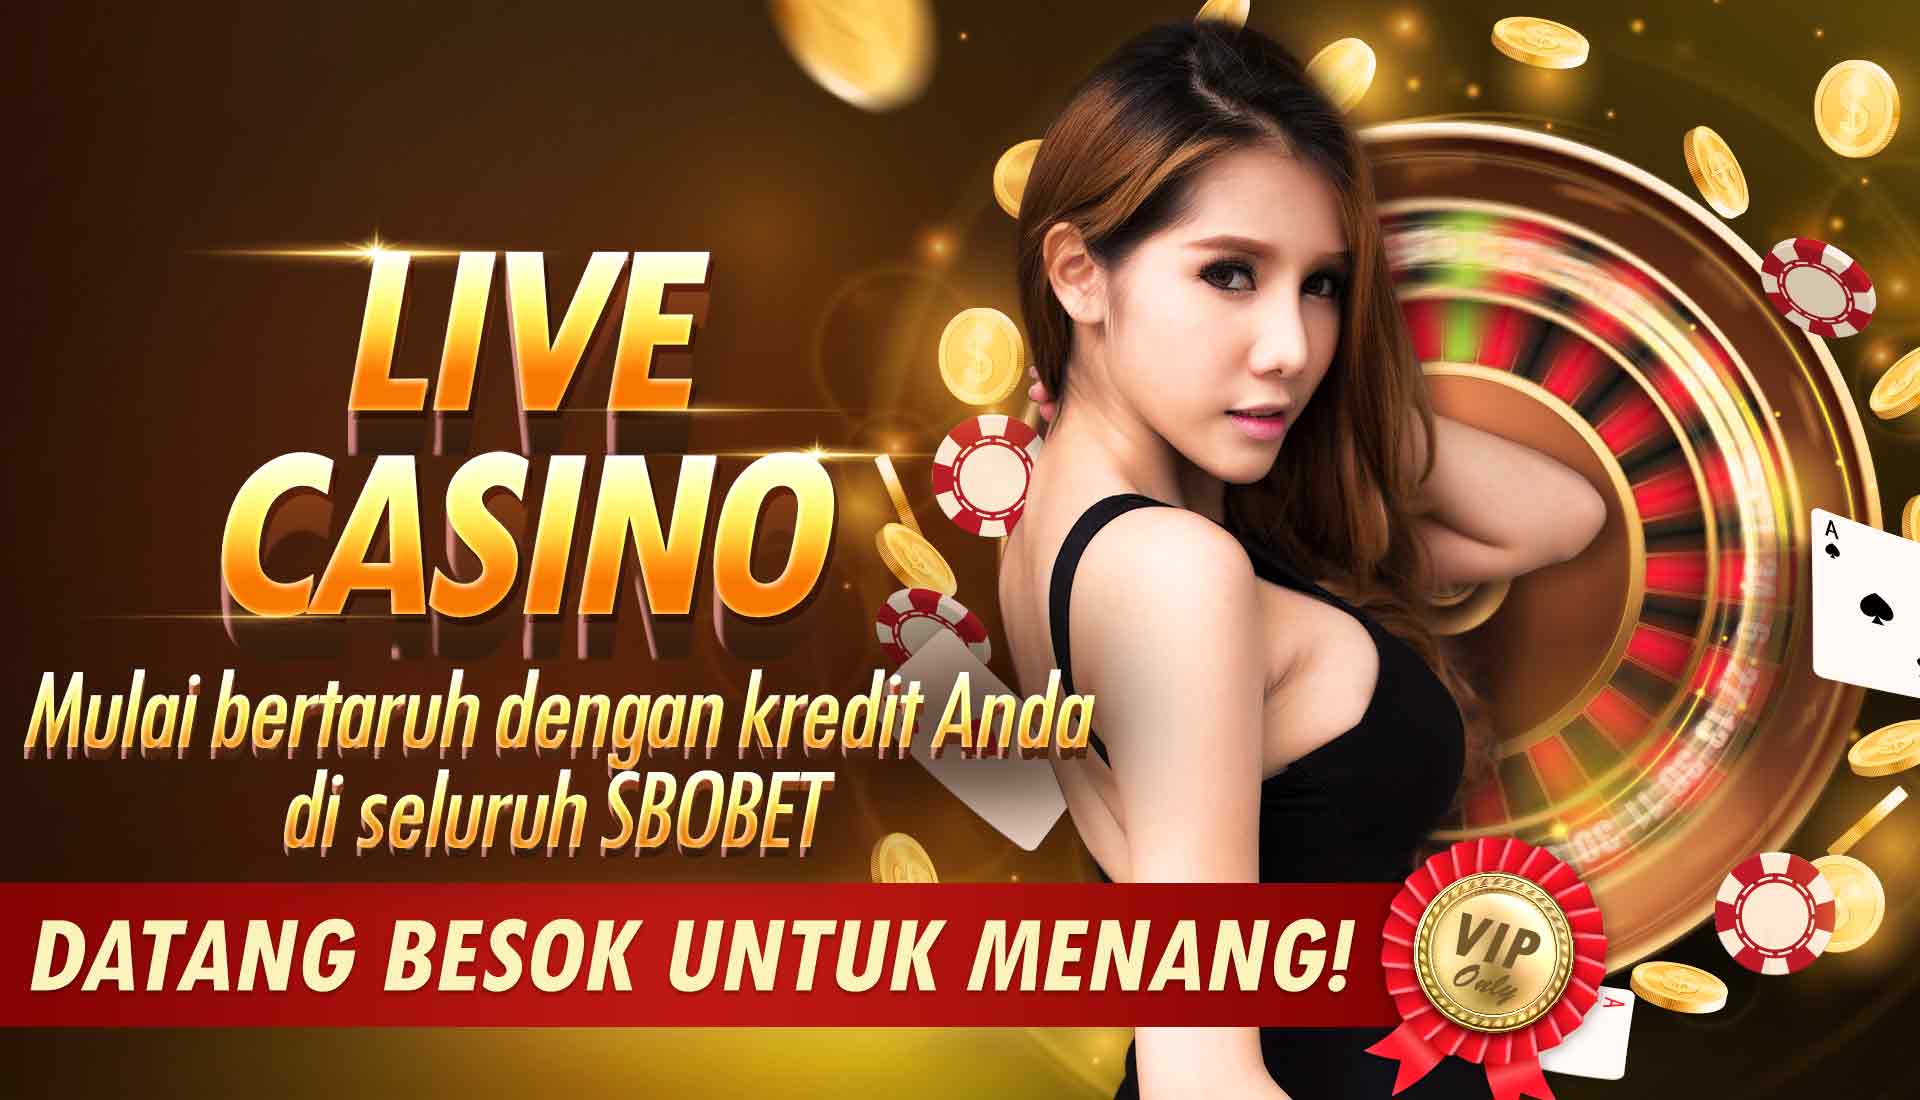 LIVE
CASINO
Mulai bertaruh dengan kredit Anda
di seluruh SBOBET
DATANG BESOK UNTUK MENANG!
VIP
Only
A
A